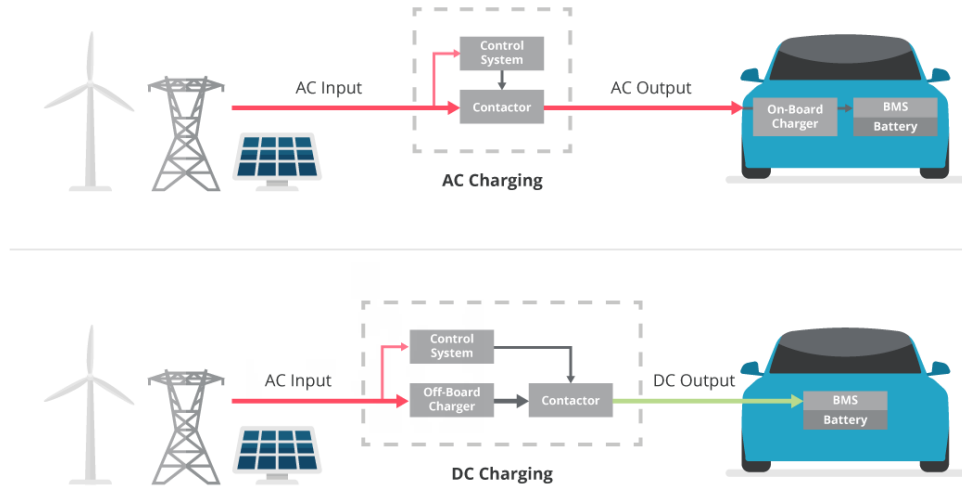 Control
System
AC Input
Contactor
AC Output
On-Board
Charger
BMS
Battery
AC Charging
Control
System
AC Input
Off-Board
Charger
Contactor
DC Output
BMS
Battery
DC Charging